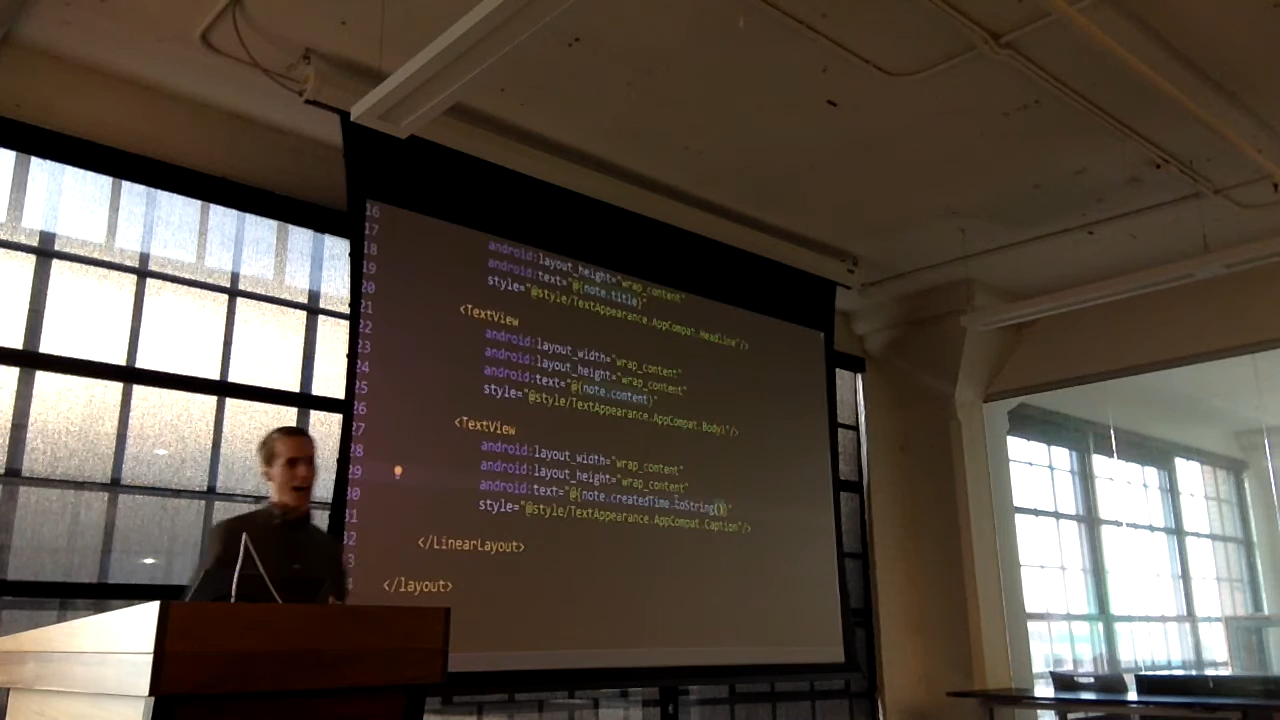 16
17
18 android:layout_height="wrap_content"
19 android:text="@{note.title}"
20 style="@style/TextAppearance.AppCompat.Headline"/>
21 <TextView
22 android:layout_width="wrap_content"
23 android:layout_height="wrap_content"
24 android:text="@{note.content}"
25 style="@style/TextAppearance.AppCompat.Body1"/>
26
27 <TextView
28 android:layout_width="wrap_content"
29 android:layout_height="wrap_content"
30 android:text="@{note.createdTime.toString()}"
31 style="@style/TextAppearance.AppCompat.Caption"/>
32 </LinearLayout>
3
4 </layout>